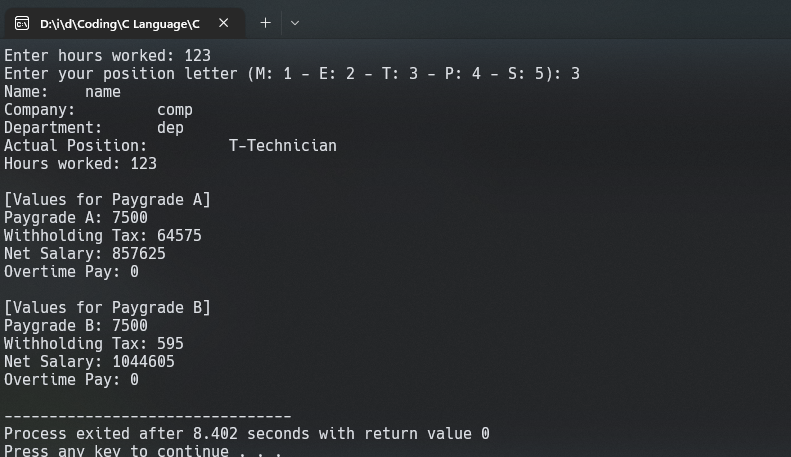 D:\i\d\Coding\C Language\C
Enter hours worked: 123
Enter your position letter (M: 1 - E: 2 - T: 3 - P: 4 - S: 5): 3
Name:    name
Company:         comp
Department:      dep
Actual Position:         T-Technician
Hours worked: 123

[Values for Paygrade A]
Paygrade A: 7500
Withholding Tax: 64575
Net Salary: 857625
Overtime Pay: 0

[Values for Paygrade B]
Paygrade B: 7500
Withholding Tax: 595
Net Salary: 1044605
Overtime Pay: 0

--------------------------------
Process exited after 8.402 seconds with return value 0
Press any key to continue . . .